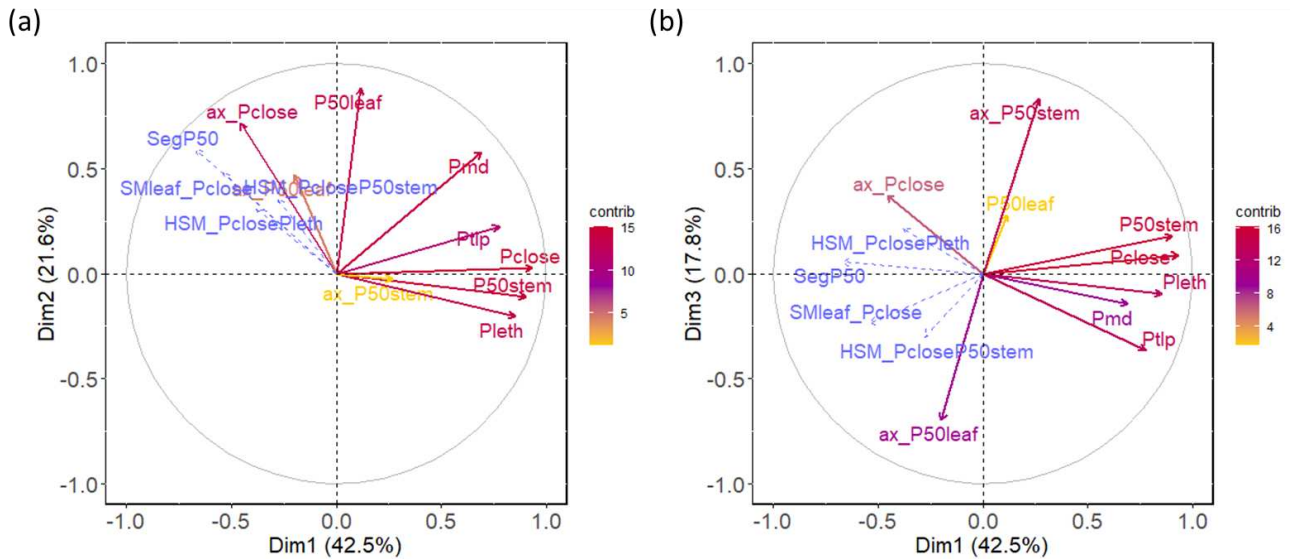 (a)
(b)
1.0
0.5
0.0
-0.5
-1.0
Dim2 (21.6%)
ax_Pclose
P50leaf
SegP50
Pmd
SMleaf_Pclose
HSM_PcloseP50stem
HSM_PclosePleth
Ptlp
Pclose
ax_P50stem
P50stem
Pleth
-1.0 -0.5 0.0 0.5 1.0
Dim1 (42.5%)
contrib
15
10
5
1.0
0.5
0.0
-0.5
-1.0
Dim3 (17.8%)
ax_P50stem
ax_Pclose
P50leaf
P50stem
HSM_PclosePleth
Pclose
SegP50
Pleth
SMleaf_Pclose
Pmd
HSM_PcloseP50stem
Ptlp
ax_P50leaf
-1.0 -0.5 0.0 0.5 1.0
Dim1 (42.5%)
contrib
16
12
8
4